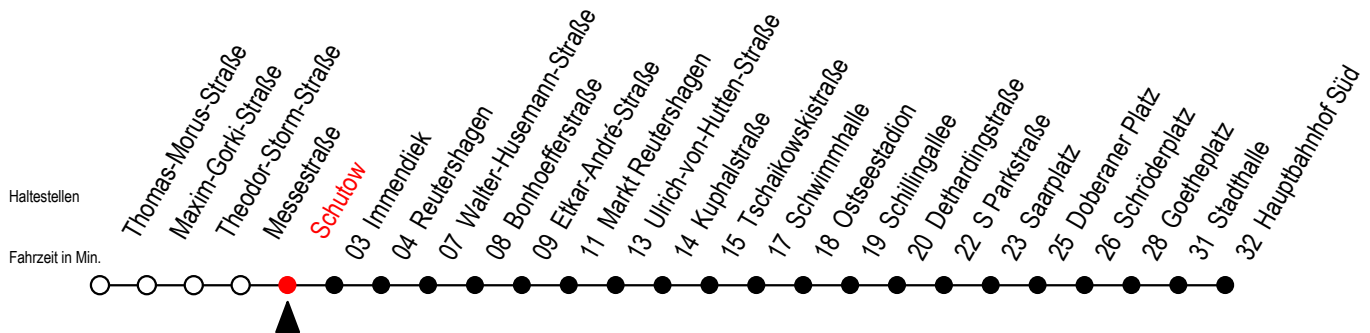 Haltestellen
Fahrzeit in Min.
Thomas-Morus-Straße
Maxim-Gorki-Straße
Theodor-Storm-Straße
Messestraße
Schutow
03 Immendiek
04 Reutershagen
07 Walter-Husemann-Straße
08 Bonhoefferstraße
09 Etkar-André-Straße
11 Markt Reutershagen
13 Ulrich-von-Hutten-Straße
14 Kuphalstraße
15 Tschaikowskistraße
17 Schwimmhalle
18 Ostseestadion
19 Schillingallee
20 Dethardingstraße
22 S Parkstraße
23 Saarplatz
25 Doberaner Platz
26 Schröderplatz
28 Goetheplatz
31 Stadthalle
32 Hauptbahnhof Süd